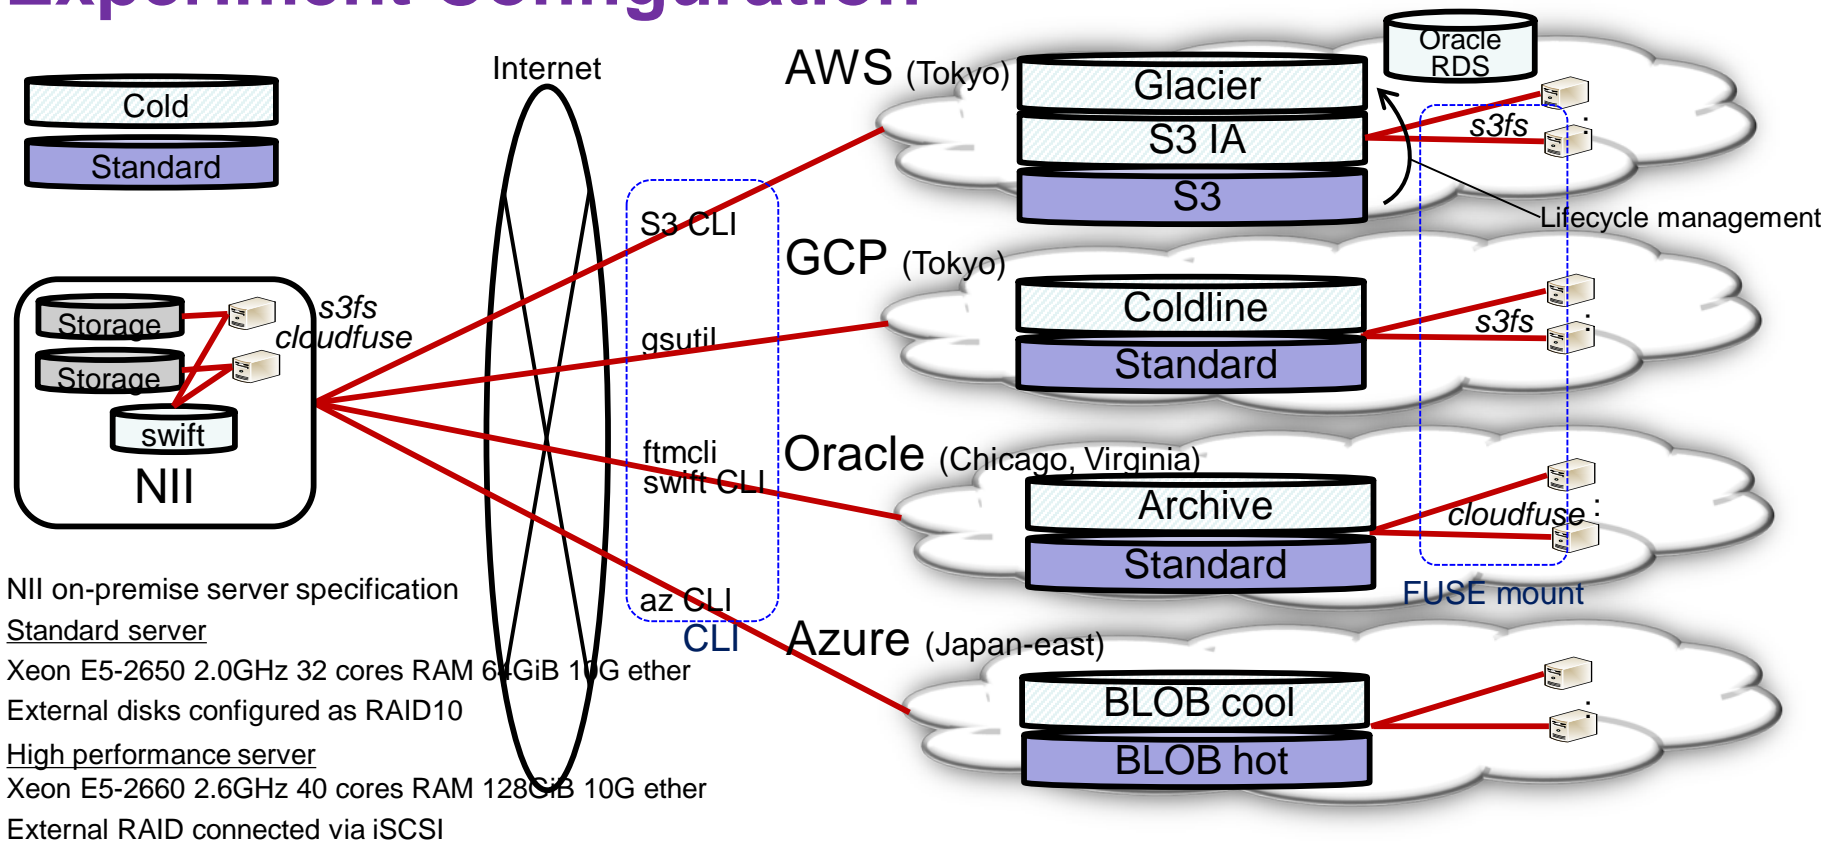 Experiment Configuration
Cold
Standard
Internet
AWS (Tokyo)
Glacier
S3 IA
S3
Oracle
RDS
s3fs
Lifecycle management
S3 CLI
GCP (Tokyo)
Coldline
Standard
s3fs
Storage
Storage
swift
NII
s3fs
cloudfuse
gsutil
ftmcli
swift CLI
Oracle (Chicago, Virginia)
Archive
Standard
cloudfuse
FUSE mount
az CLI
CLI
Azure (Japan-east)
BLOB cool
BLOB hot
NII on-premise server specification
Standard server
Xeon E5-2650 2.0GHz 32 cores RAM 64GiB 10G ether
External disks configured as RAID10
High performance server
Xeon E5-2660 2.6GHz 40 cores RAM 128GiB 10G ether
External RAID connected via iSCSI